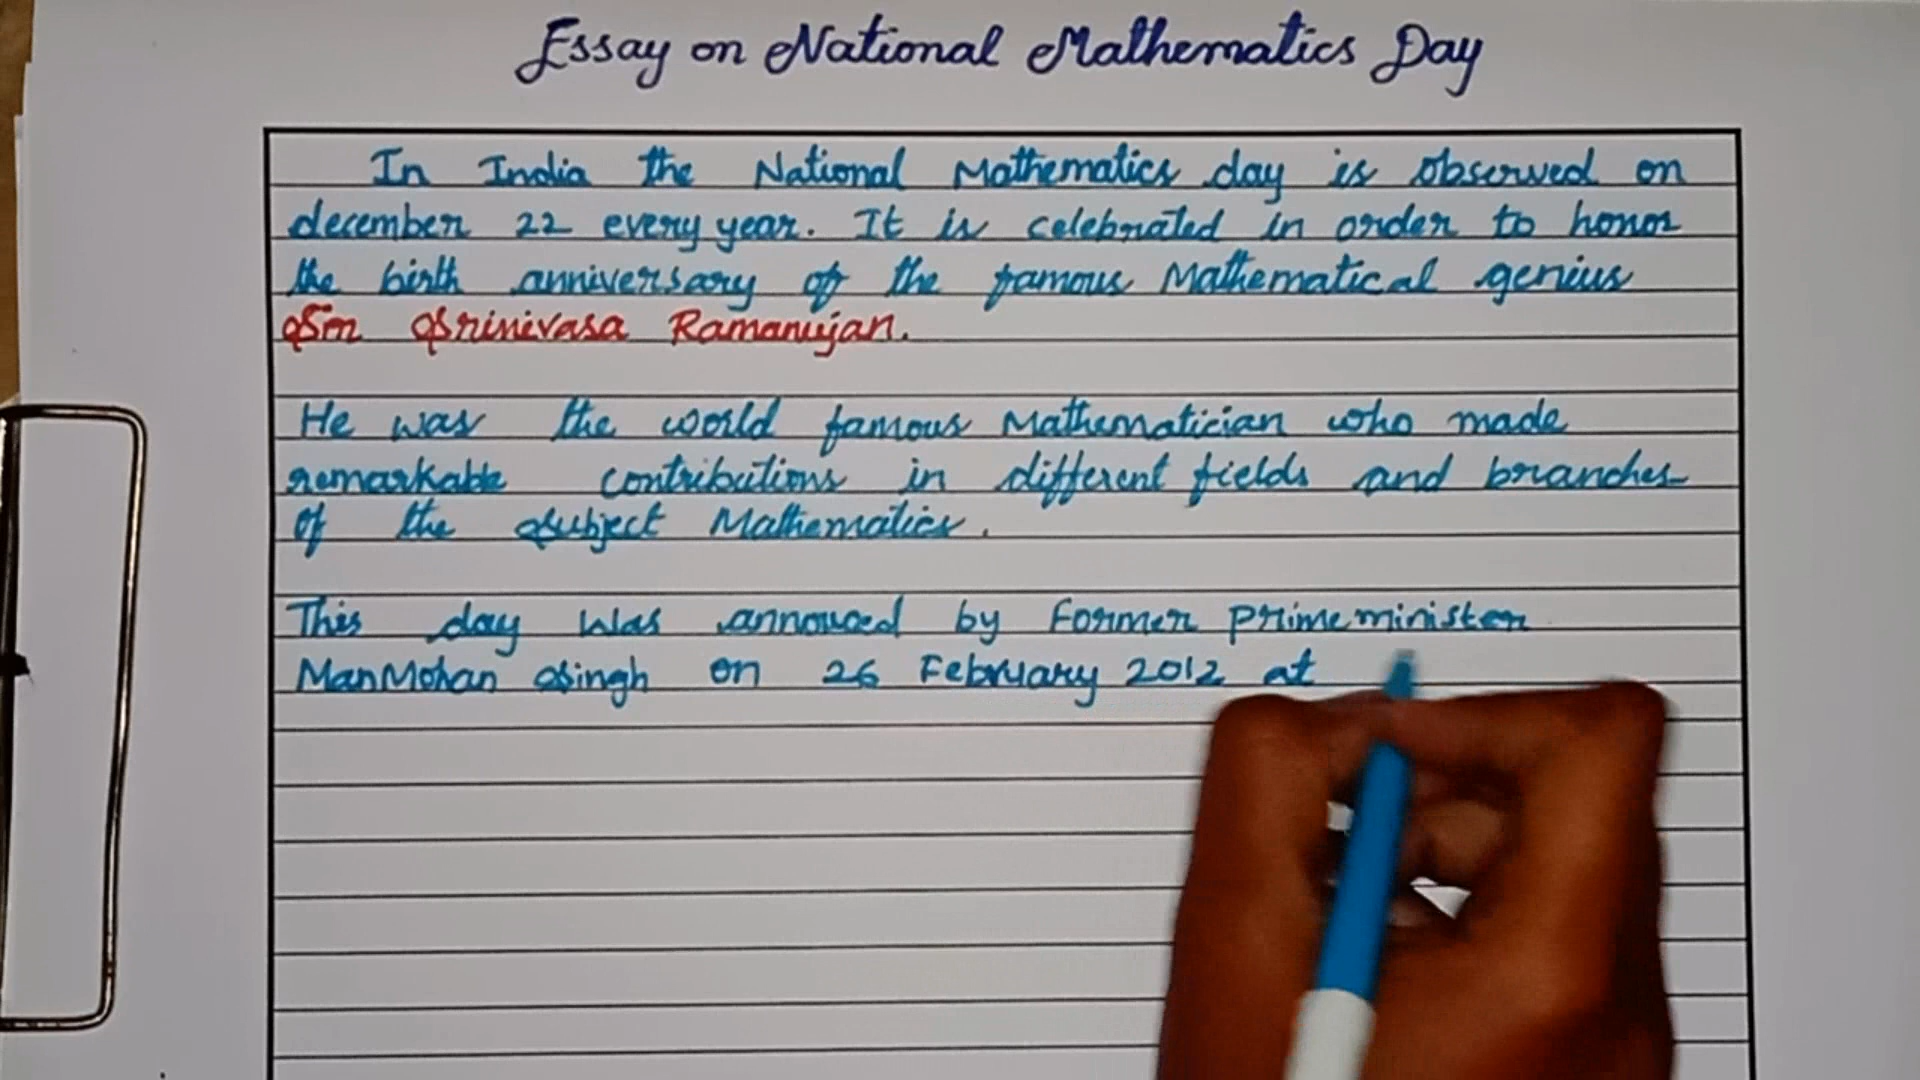 Essay on National Mathematics Day
In India the National Mathematics day is observed on
december 22 every year. It is celebrated in order to honor
the birth anniversary of the famous Mathematical genius
Sri Srinivasa Ramanujan.
He was the world famous Mathematician who made
remarkable contributions in different fields and branches
of the subject Mathematics.
This day was annouced by Former Prime minister
ManMohan Singh on 26 February 2012 at